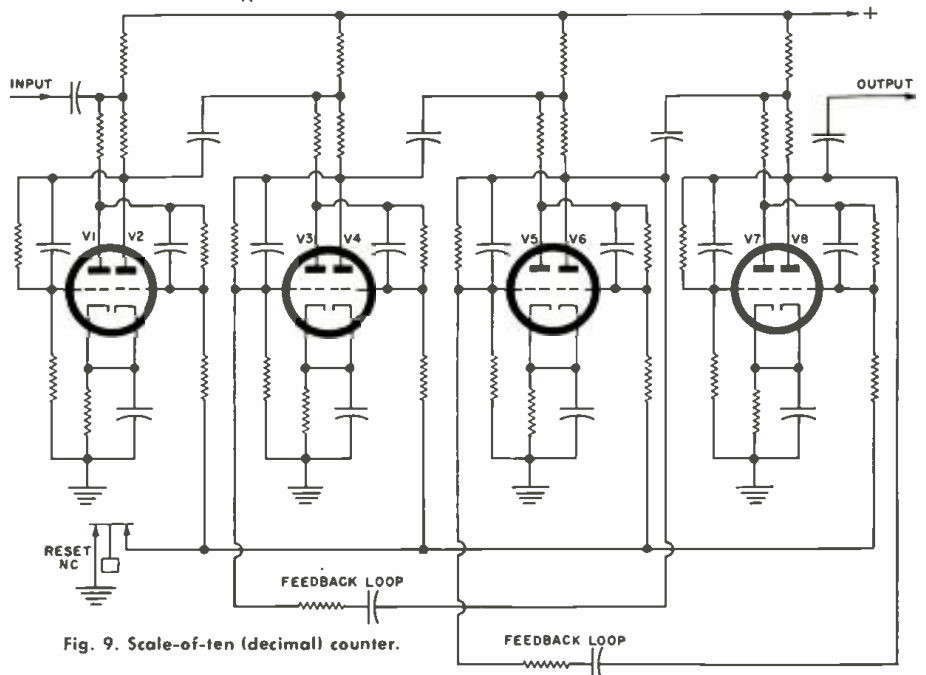 +
INPUT
OUTPUT
V1 V2
V3 V4
V5 V6
V7 V8
RESET
NC
FEEDBACK LOOP
Fig. 9. Scale-of-ten (decimal) counter.
FEEDBACK LOOP